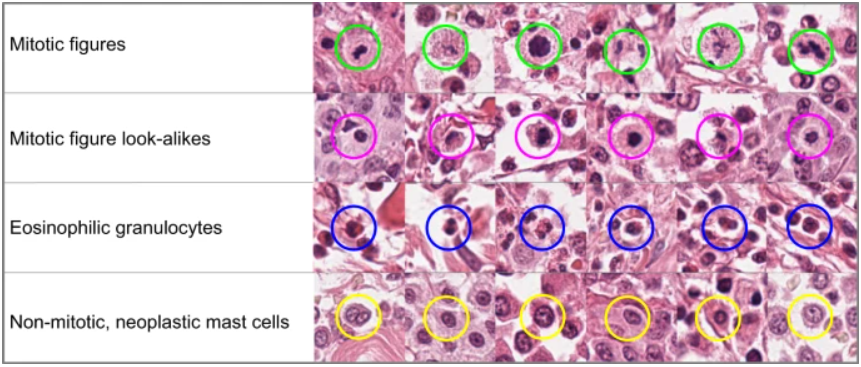 Mitotic figures
Mitotic figure look-alikes
Eosinophilic granulocytes
Non-mitotic, neoplastic mast cells